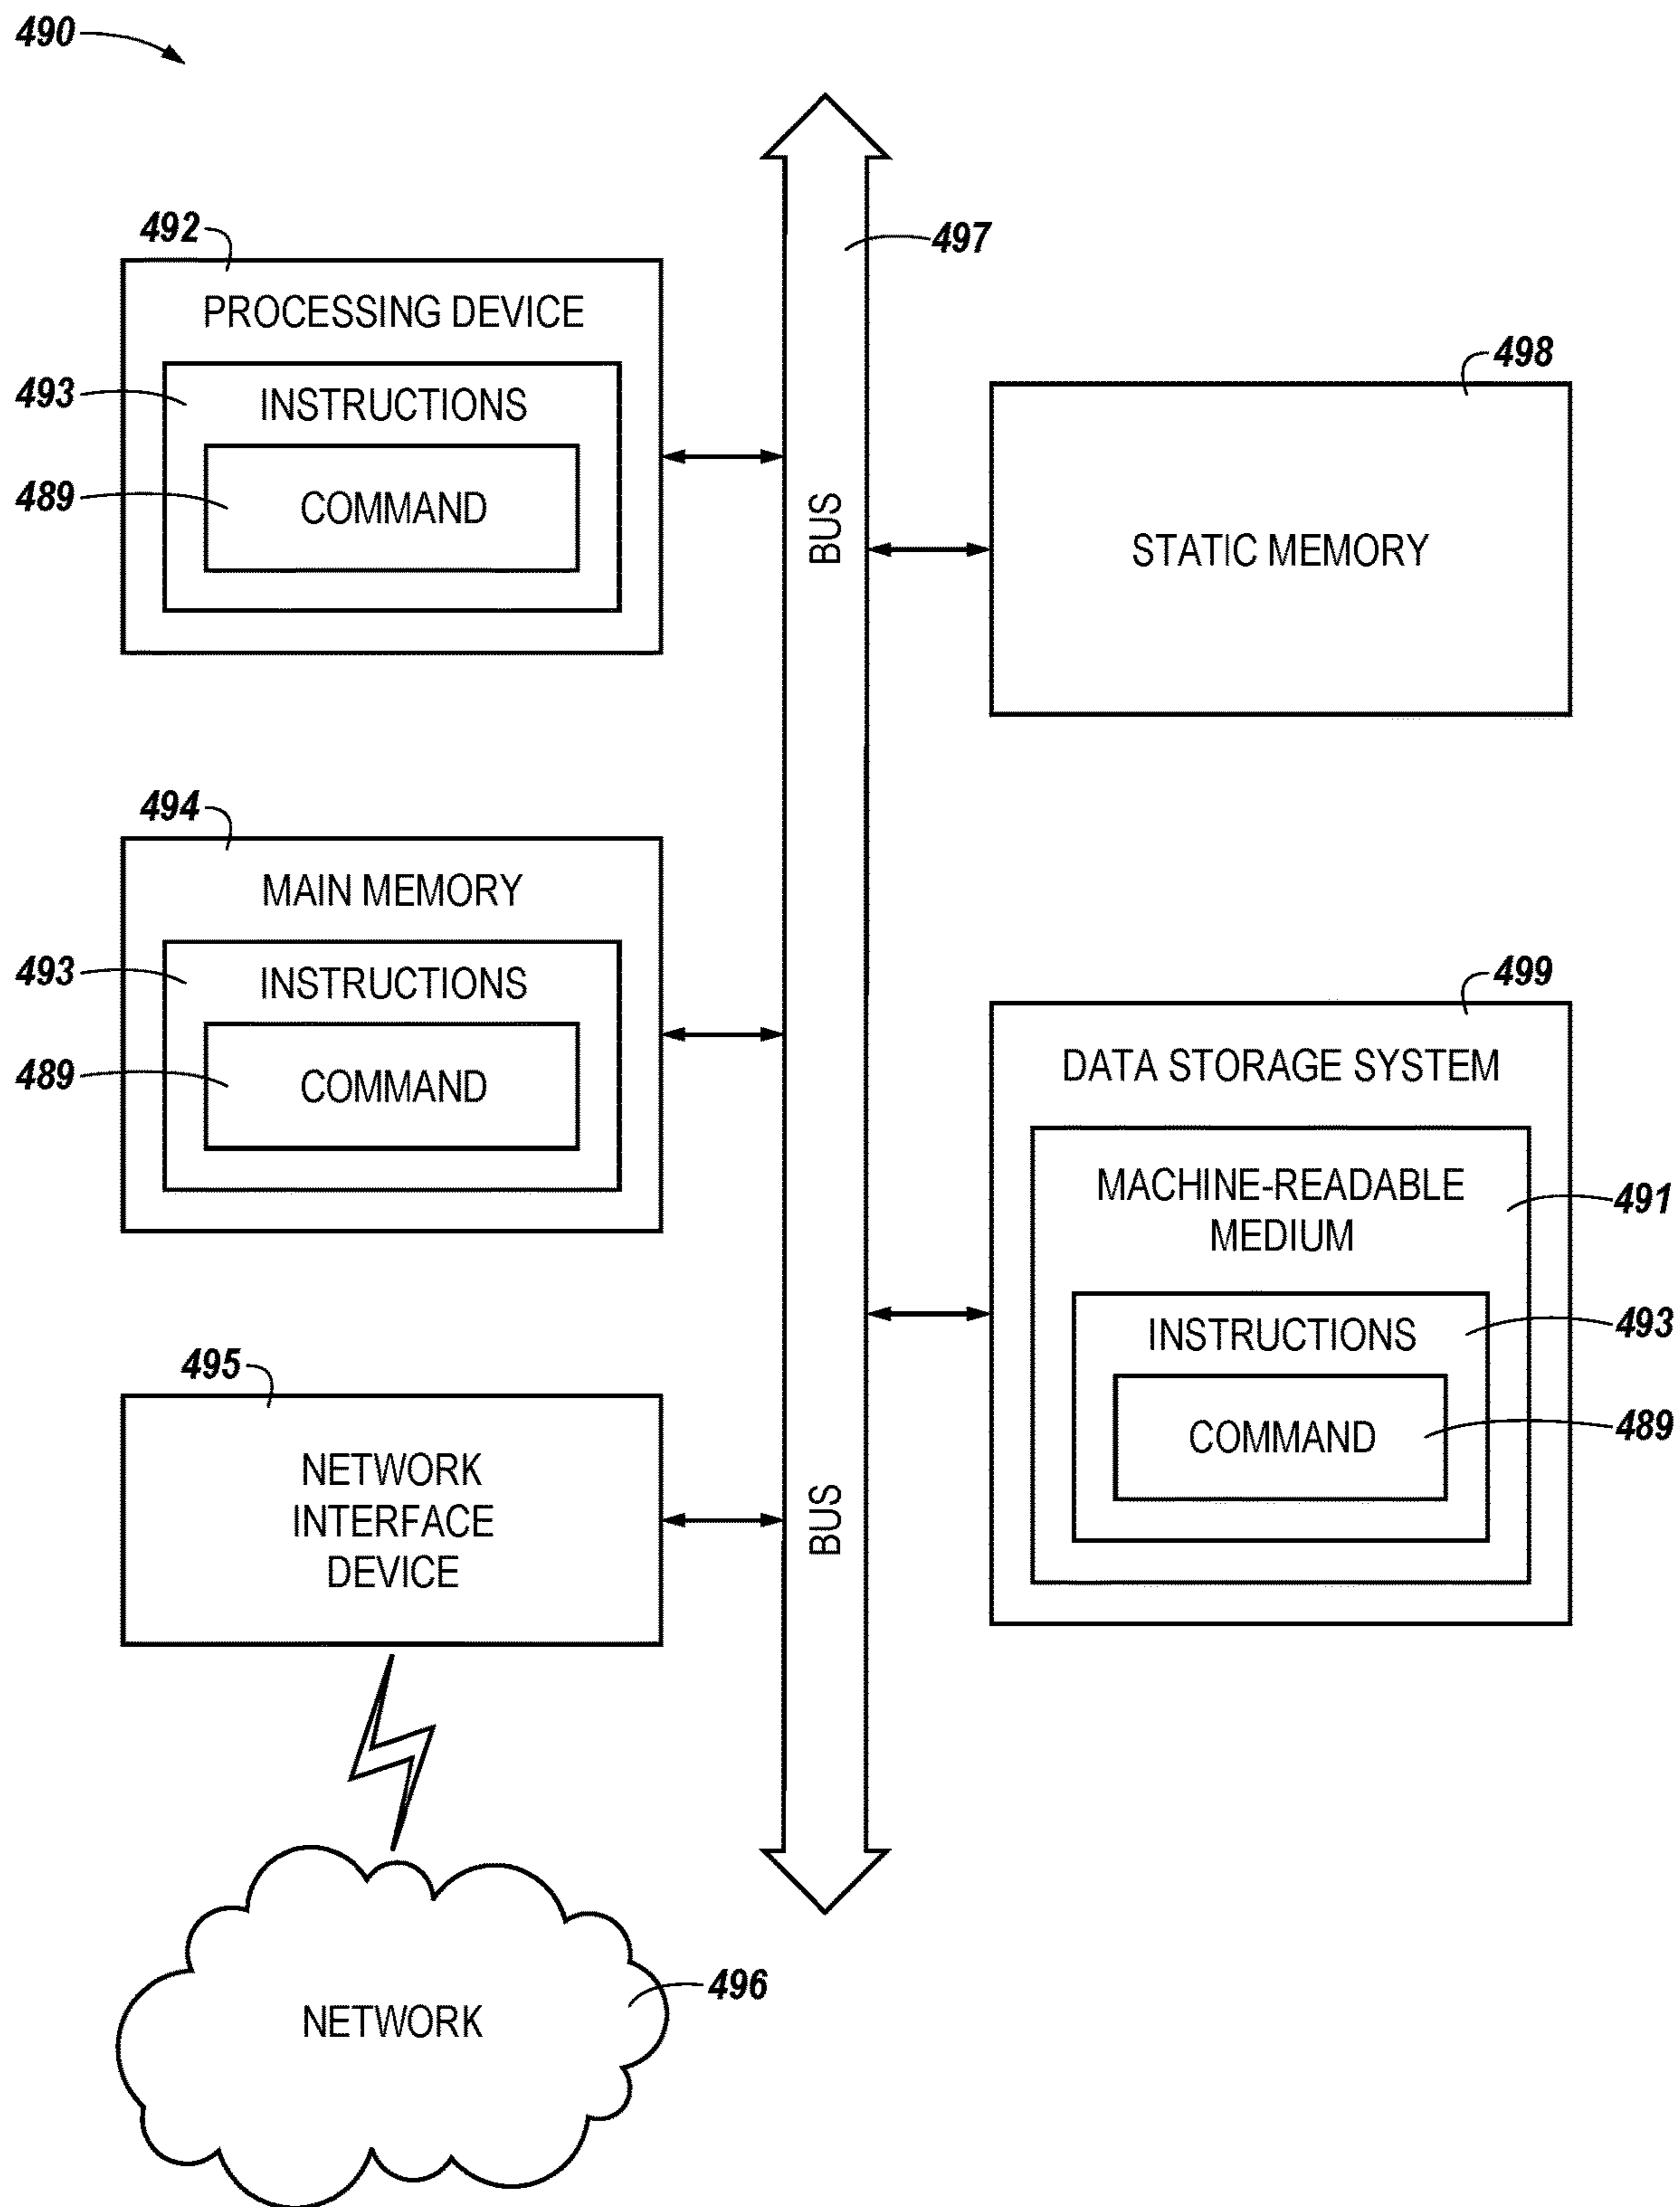 490
492
PROCESSING DEVICE
493
INSTRUCTIONS
489
COMMAND
494
MAIN MEMORY
493
INSTRUCTIONS
489
COMMAND
495
NETWORK
INTERFACE
DEVICE
NETWORK
496
497
BUS
BUS
498
STATIC MEMORY
499
DATA STORAGE SYSTEM
MACHINE-READABLE
MEDIUM
491
INSTRUCTIONS
493
COMMAND
489